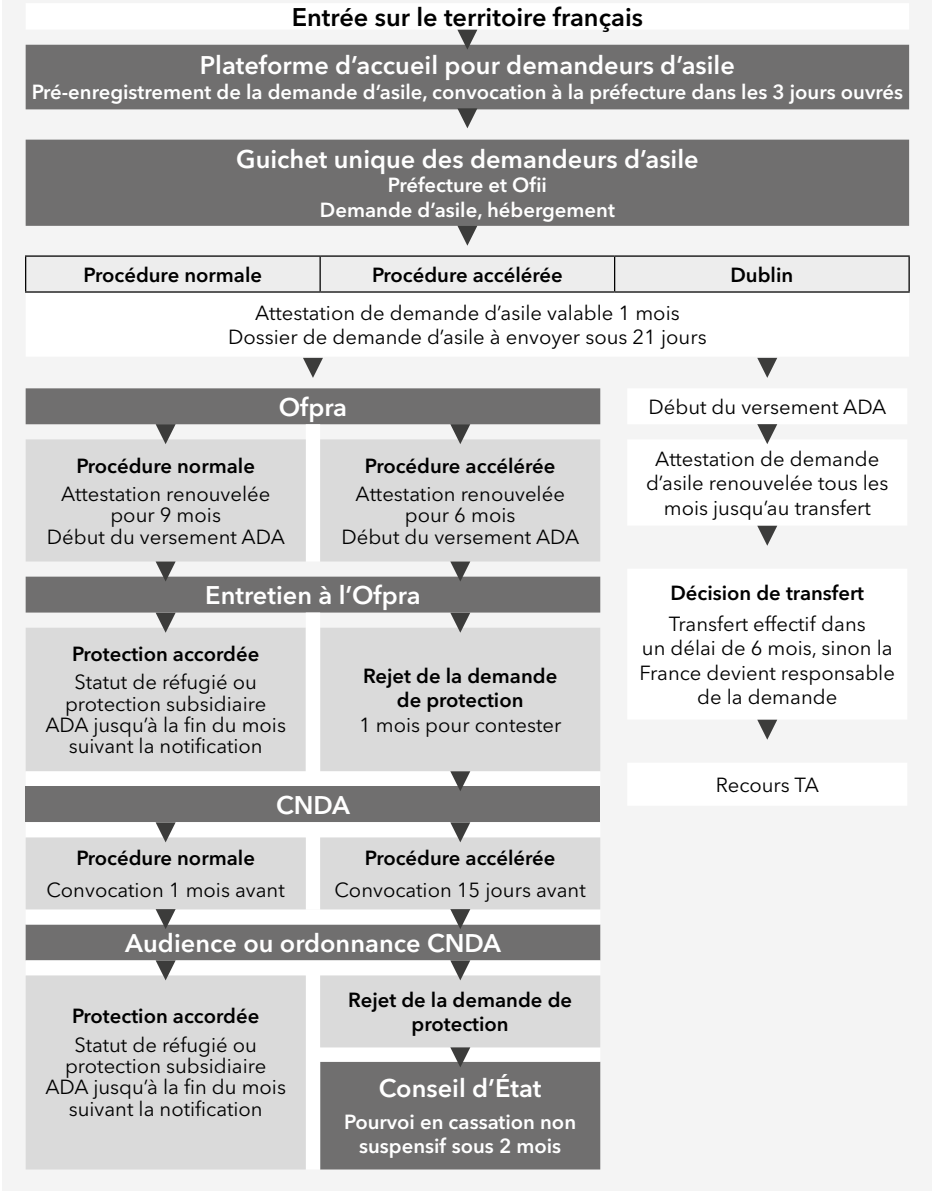 Entrée sur le territoire français
Plateforme d'accueil pour demandeurs d'asile
Pré-enregistrement de la demande d'asile, convocation à la préfecture dans les 3 jours ouvrés
Guichet unique des demandeurs d'asile
Préfecture et Ofii
Demande d'asile, hébergement
Procédure normale
Procédure accélérée
Dublin
Attestation de demande d'asile valable 1 mois
Dossier de demande d'asile à envoyer sous 21 jours
Ofpra
Procédure normale
Attestation renouvelée
pour 9 mois
Début du versement ADA
Procédure accélérée
Attestation renouvelée
pour 6 mois
Début du versement ADA
Entretien à l'Ofpra
Protection accordée
Statut de réfugié ou
protection subsidiaire
ADA jusqu'à la fin du mois
suivant la notification
Rejet de la demande
de protection
1 mois pour contester
CNDA
Procédure normale
Convocation 1 mois avant
Procédure accélérée
Convocation 15 jours avant
Audience ou ordonnance CNDA
Protection accordée
Statut de réfugié ou
protection subsidiaire
ADA jusqu'à la fin du mois
suivant la notification
Rejet de la demande de
protection
Conseil d'État
Pourvoi en cassation non
suspensif sous 2 mois
Début du versement ADA
Attestation de demande
d'asile renouvelée tous les
mois jusqu'au transfert
Décision de transfert
Transfert effectif dans
un délai de 6 mois, sinon la
France devient responsable
de la demande
Recours TA